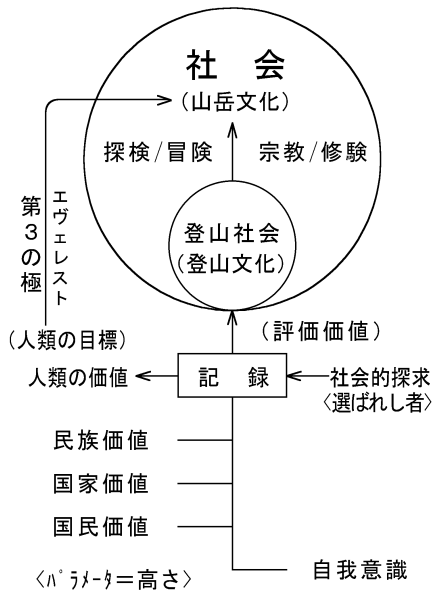 社　会
(山岳文化)
探検/冒険
宗教/修験
エヴェレスト
第３の極
登山社会
(登山文化)
(人類の目標)
(評価価値)
人類の価値
記　録
社会的探求
〈選ばれし者〉
民族価値
国家価値
国民価値
自我意識
〈ﾊﾟﾗﾒｰﾀ＝高さ〉